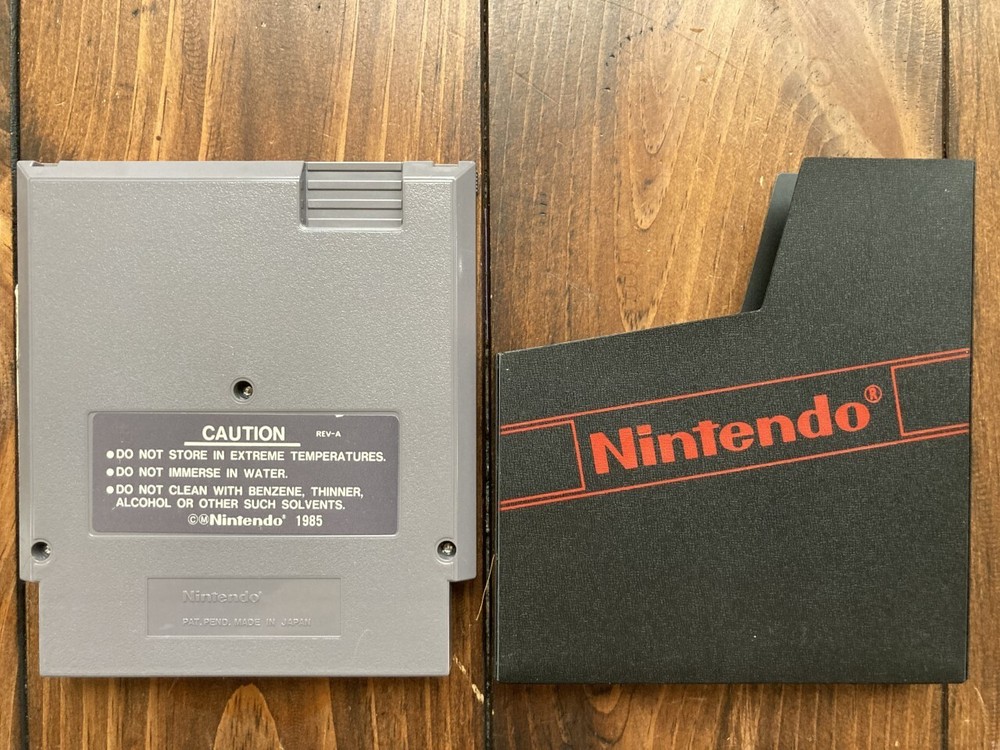 CAUTION REV-A
●DO NOT STORE IN EXTREME TEMPERATURES.
●DO NOT IMMERSE IN WATER.
●DO NOT CLEAN WITH BENZENE, THINNER,
ALCOHOL OR OTHER SUCH SOLVENTS.
©ⓂNintendo® 1985
Nintendo®
PAT. PEND. MADE IN JAPAN
Nintendo®